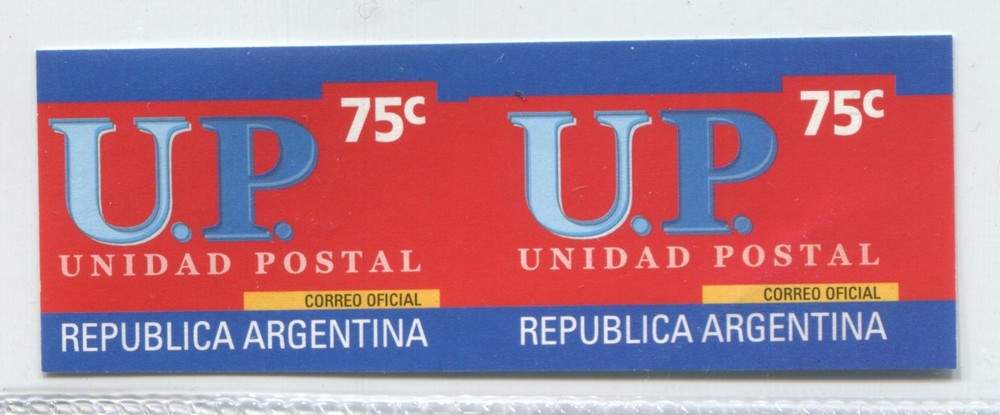 75c
U.P.
UNIDAD POSTAL
CORREO OFICIAL
REPUBLICA ARGENTINA
75c
U.P.
UNIDAD POSTAL
CORREO OFICIAL
REPUBLICA ARGENTINA